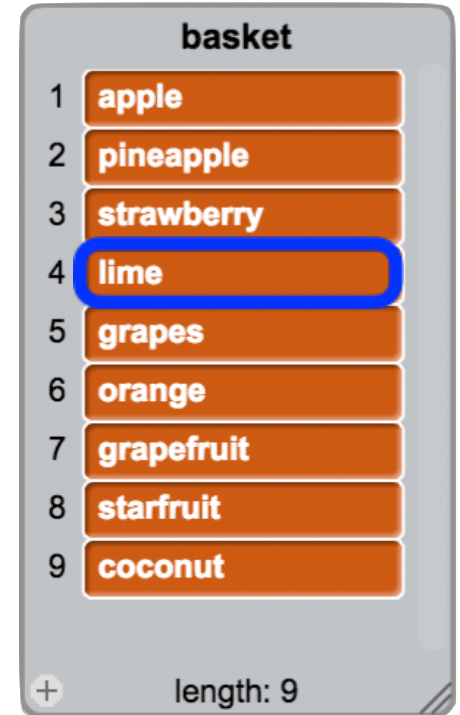 basket
1 apple
2 pineapple
3 strawberry
4 lime
5 grapes
6 orange
7 grapefruit
8 starfruit
9 coconut
+ length: 9